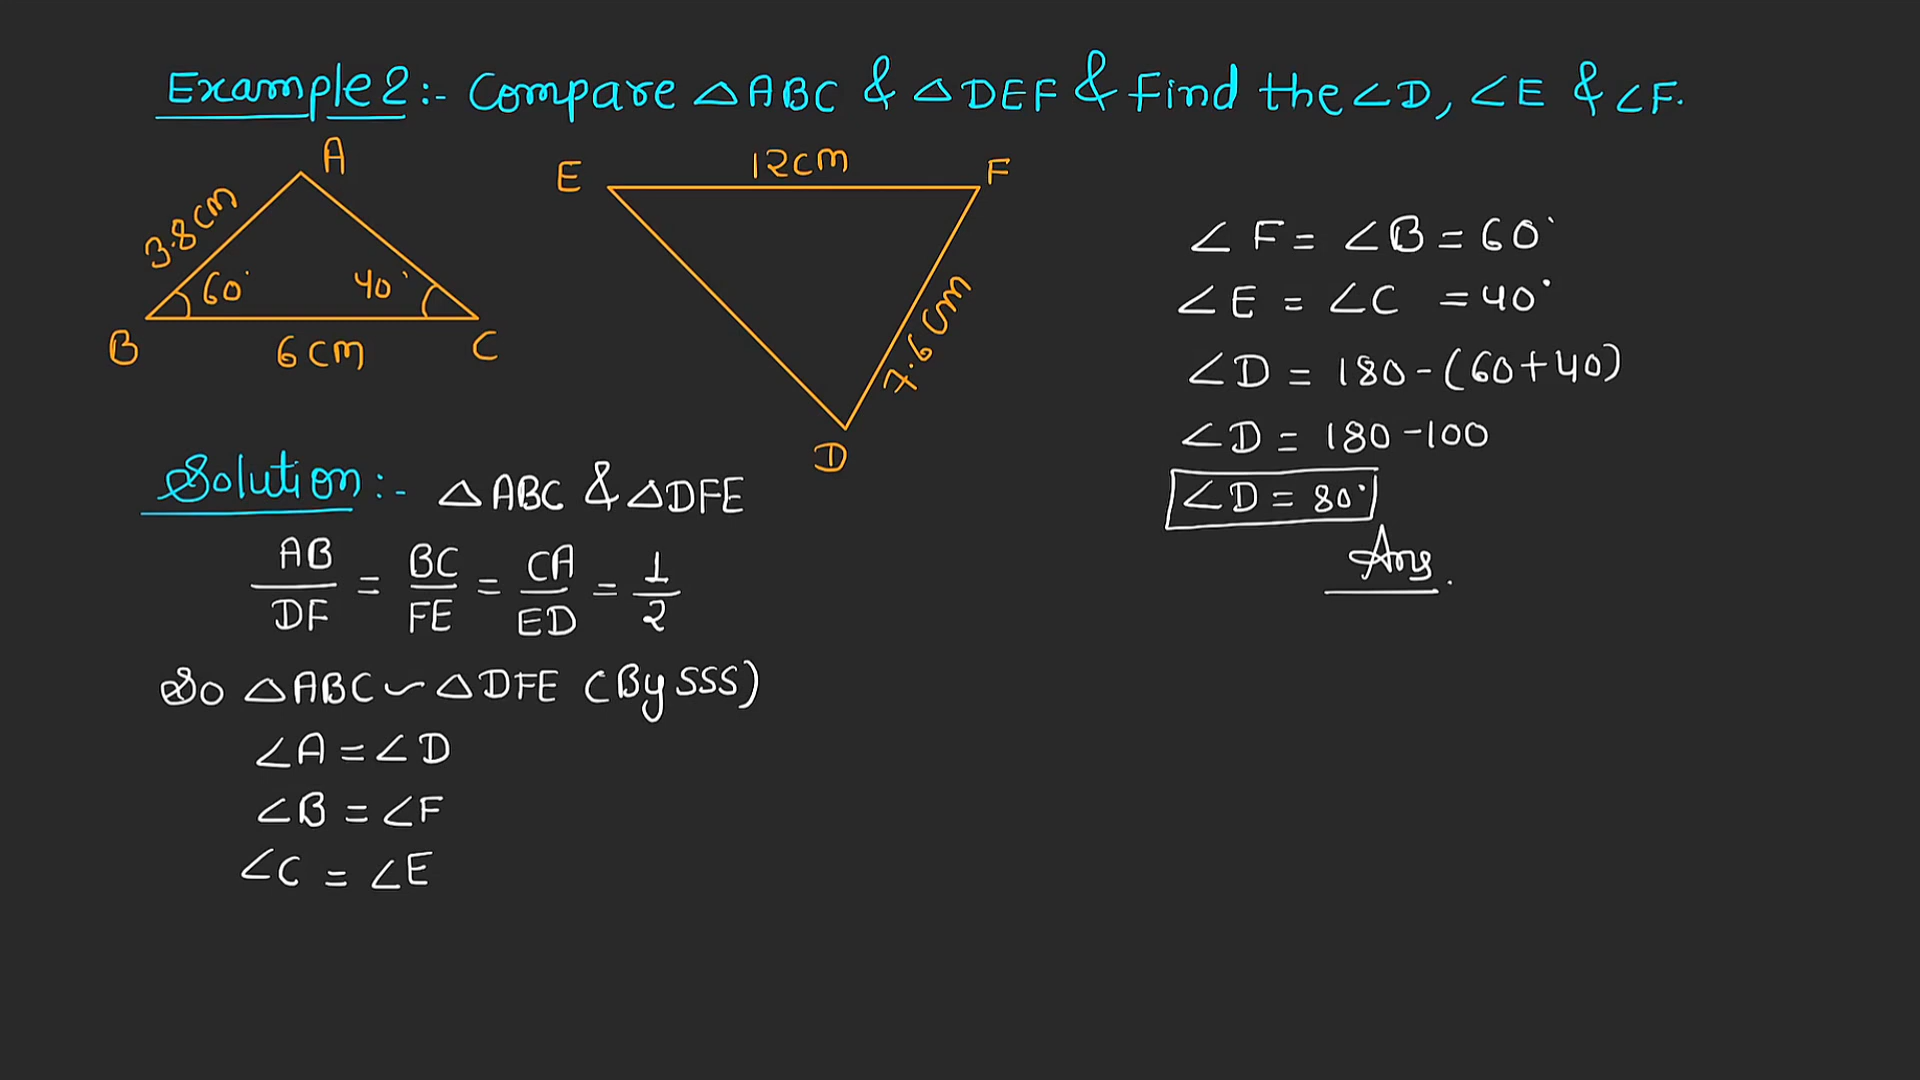 Example 2:- Compare △ABC & △DEF & Find the ∠D, ∠E & ∠F.
A
3.8cm
60°
40°
B
6cm
C
E
12cm
F
7.6cm
D
Solution:- △ABC & △DFE
AB/DF = BC/FE = CA/ED = 1/2
So △ABC ~ △DFE (By SSS)
∠A = ∠D
∠B = ∠F
∠C = ∠E
∠F = ∠B = 60°
∠E = ∠C = 40°
∠D = 180 - (60+40)
∠D = 180 - 100
∠D = 80°
Ans.